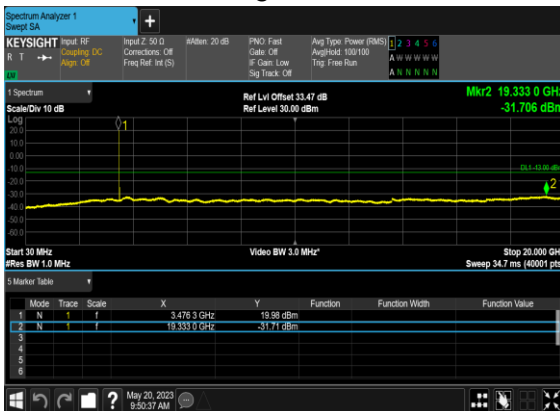 Spectrum Analyzer 1
Swept SA
+
KEYSIGHT Input: RF Input Z: 50 Ω #Atten: 20 dB PNO: Fast Avg Type: Power (RMS) 1 2 3 4 5 6
R T Coupling: DC Corrections: Off Gate: Off Avg|Hold: 100/100 A W W W W W
Align: Off Freq Ref: Int (S) IF Gain: Low Trig: Free Run
Sig Track: Off A N N N N N
LV
1 Spectrum Ref Lvl Offset 33.47 dB Mkr2 19.333 0 GHz
Scale/Div 10 dB Ref Level 30.00 dBm -31.706 dBm
Log
1
20.0
10.0
0.00
-10.0
DL1 -13.00 dBm
-20.0
2
-30.0
-40.0
-50.0
-60.0
Start 30 MHz Video BW 3.0 MHz* Stop 20.000 GHz
#Res BW 1.0 MHz Sweep 34.7 ms (40001 pts)
5 Marker Table
Mode Trace Scale X Y Function Function Width Function Value
1 N 1 f 3.476 3 GHz 19.98 dBm
2 N 1 f 19.333 0 GHz -31.71 dBm
3
4
5
6
? May 20, 2023
9:50:37 AM